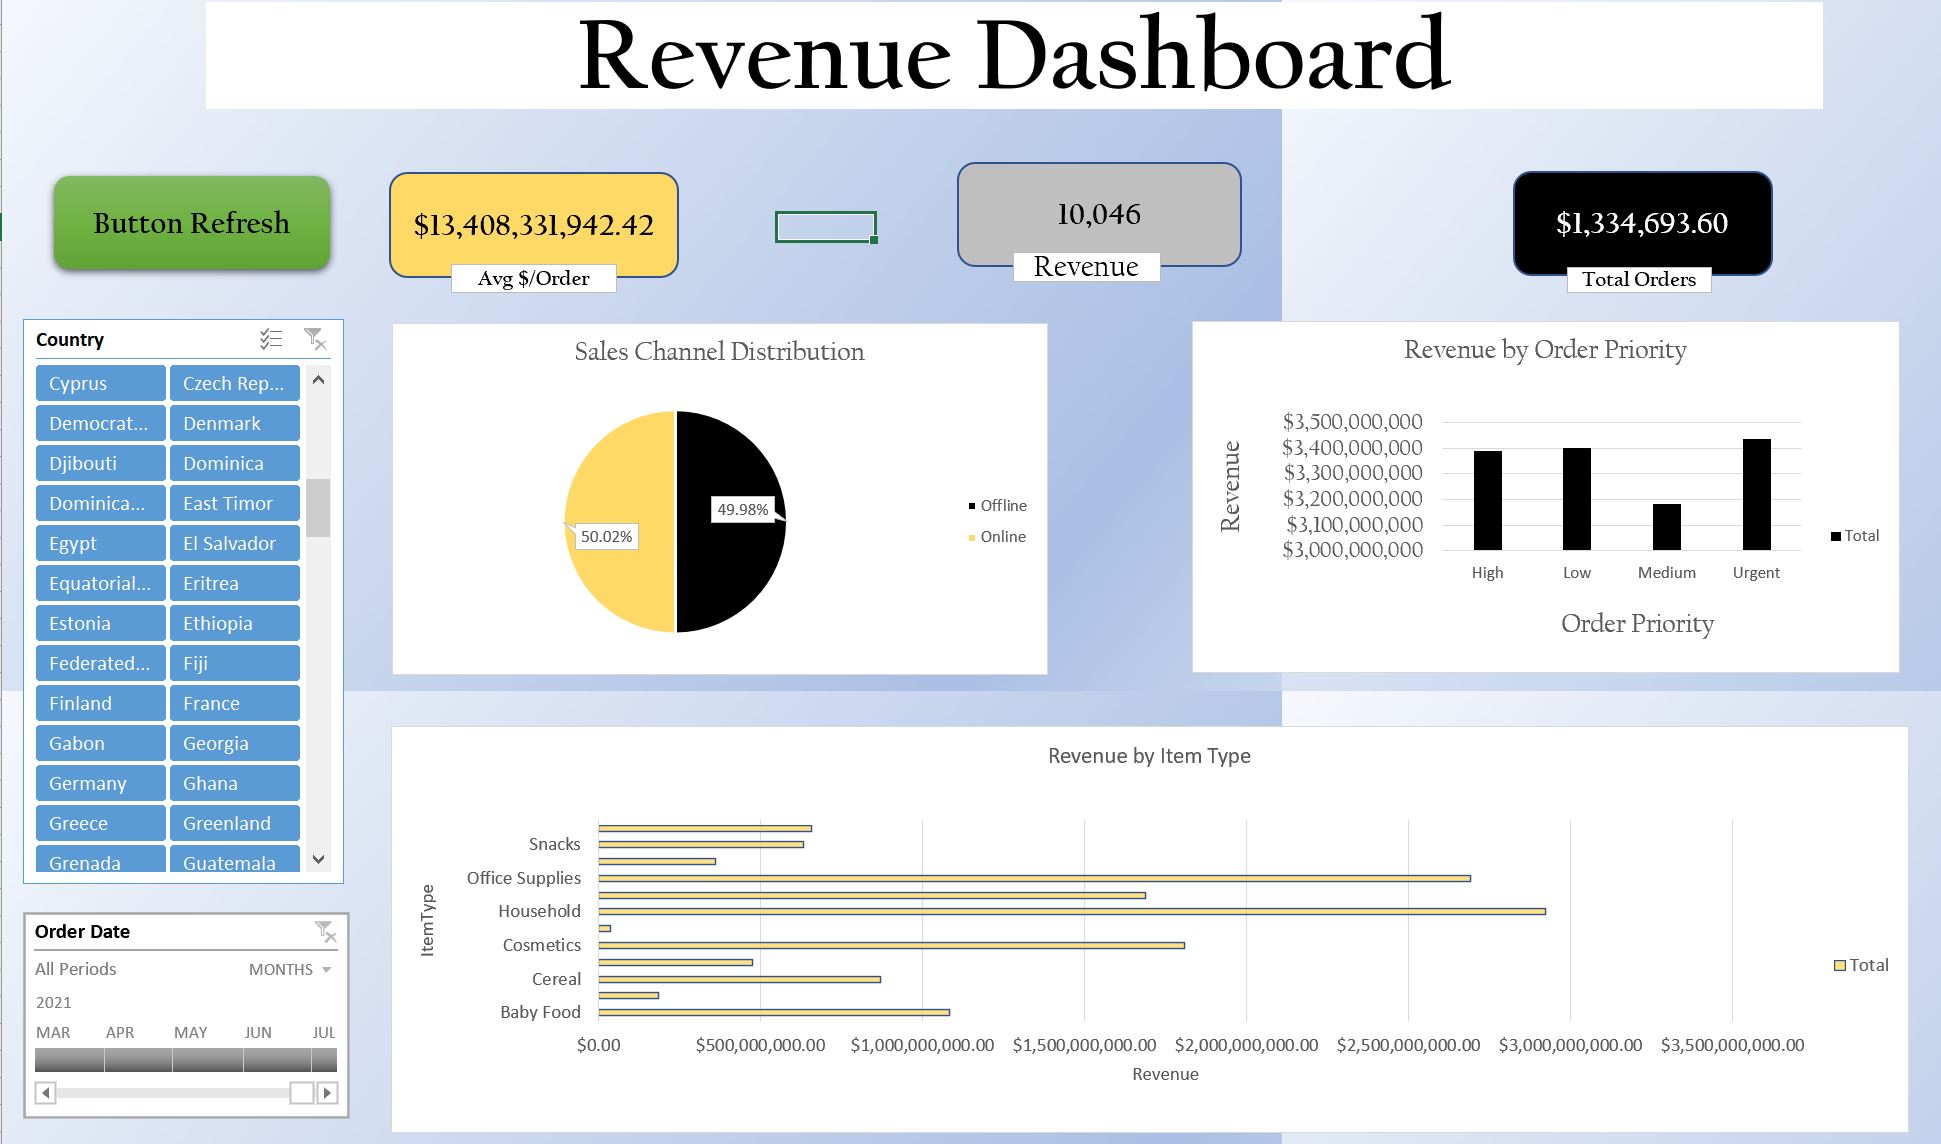 Revenue Dashboard
Button Refresh
$13,408,331,942.42
Avg $/Order
10,046
Revenue
$1,334,693.60
Total Orders
Country
Cyprus
Czech Rep...
Democrat...
Denmark
Djibouti
Dominica
Dominica...
East Timor
Egypt
El Salvador
Equatorial...
Eritrea
Estonia
Ethiopia
Federated...
Fiji
Finland
France
Gabon
Georgia
Germany
Ghana
Greece
Greenland
Grenada
Guatemala
Order Date
All Periods
MONTHS
2021
MAR APR MAY JUN JUL
Sales Channel Distribution
49.98%
50.02%
Offline
Online
Revenue by Order Priority
Revenue
$3,500,000,000
$3,400,000,000
$3,300,000,000
$3,200,000,000
$3,100,000,000
$3,000,000,000
High Low Medium Urgent
Order Priority
Total
Revenue by Item Type
ItemType
Snacks
Office Supplies
Household
Cosmetics
Cereal
Baby Food
$0.00 $500,000,000.00 $1,000,000,000.00 $1,500,000,000.00 $2,000,000,000.00 $2,500,000,000.00 $3,000,000,000.00 $3,500,000,000.00
Revenue
Total